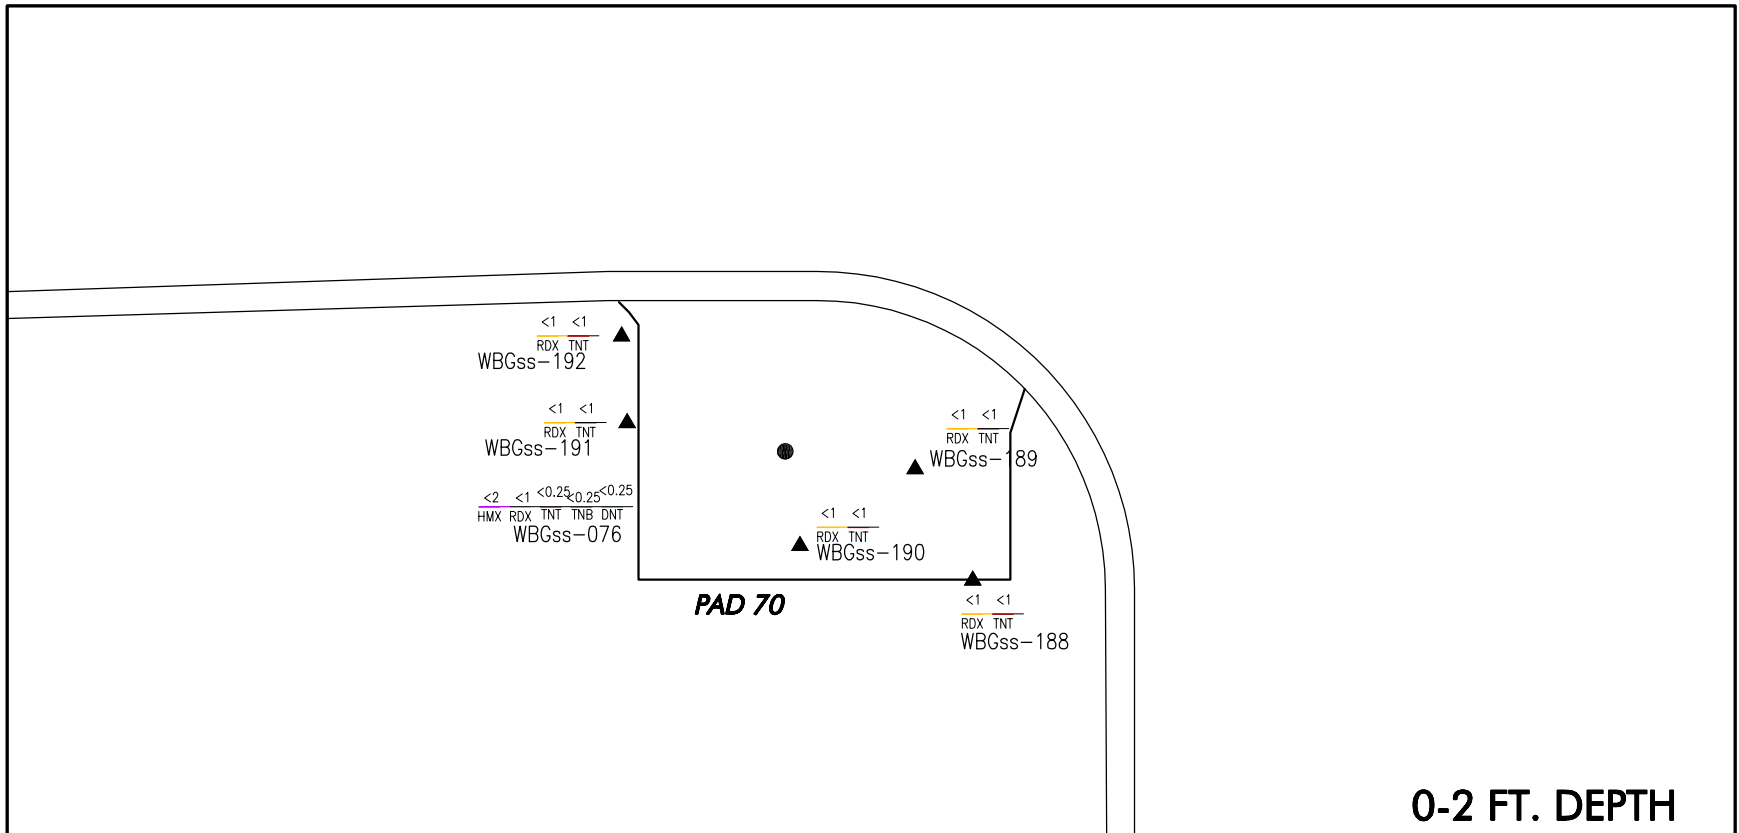 <1 <1
RDX TNT
WBGss-192
<1 <1
RDX TNT
WBGss-191
<1 <1
RDX TNT
WBGss-189
<2 <1 <0.25 <0.25 <0.25
HMX RDX TNT TNB DNT
WBGss-076
<1 <1
RDX TNT
WBGss-190
PAD 70
<1 <1
RDX TNT
WBGss-188
0-2 FT. DEPTH